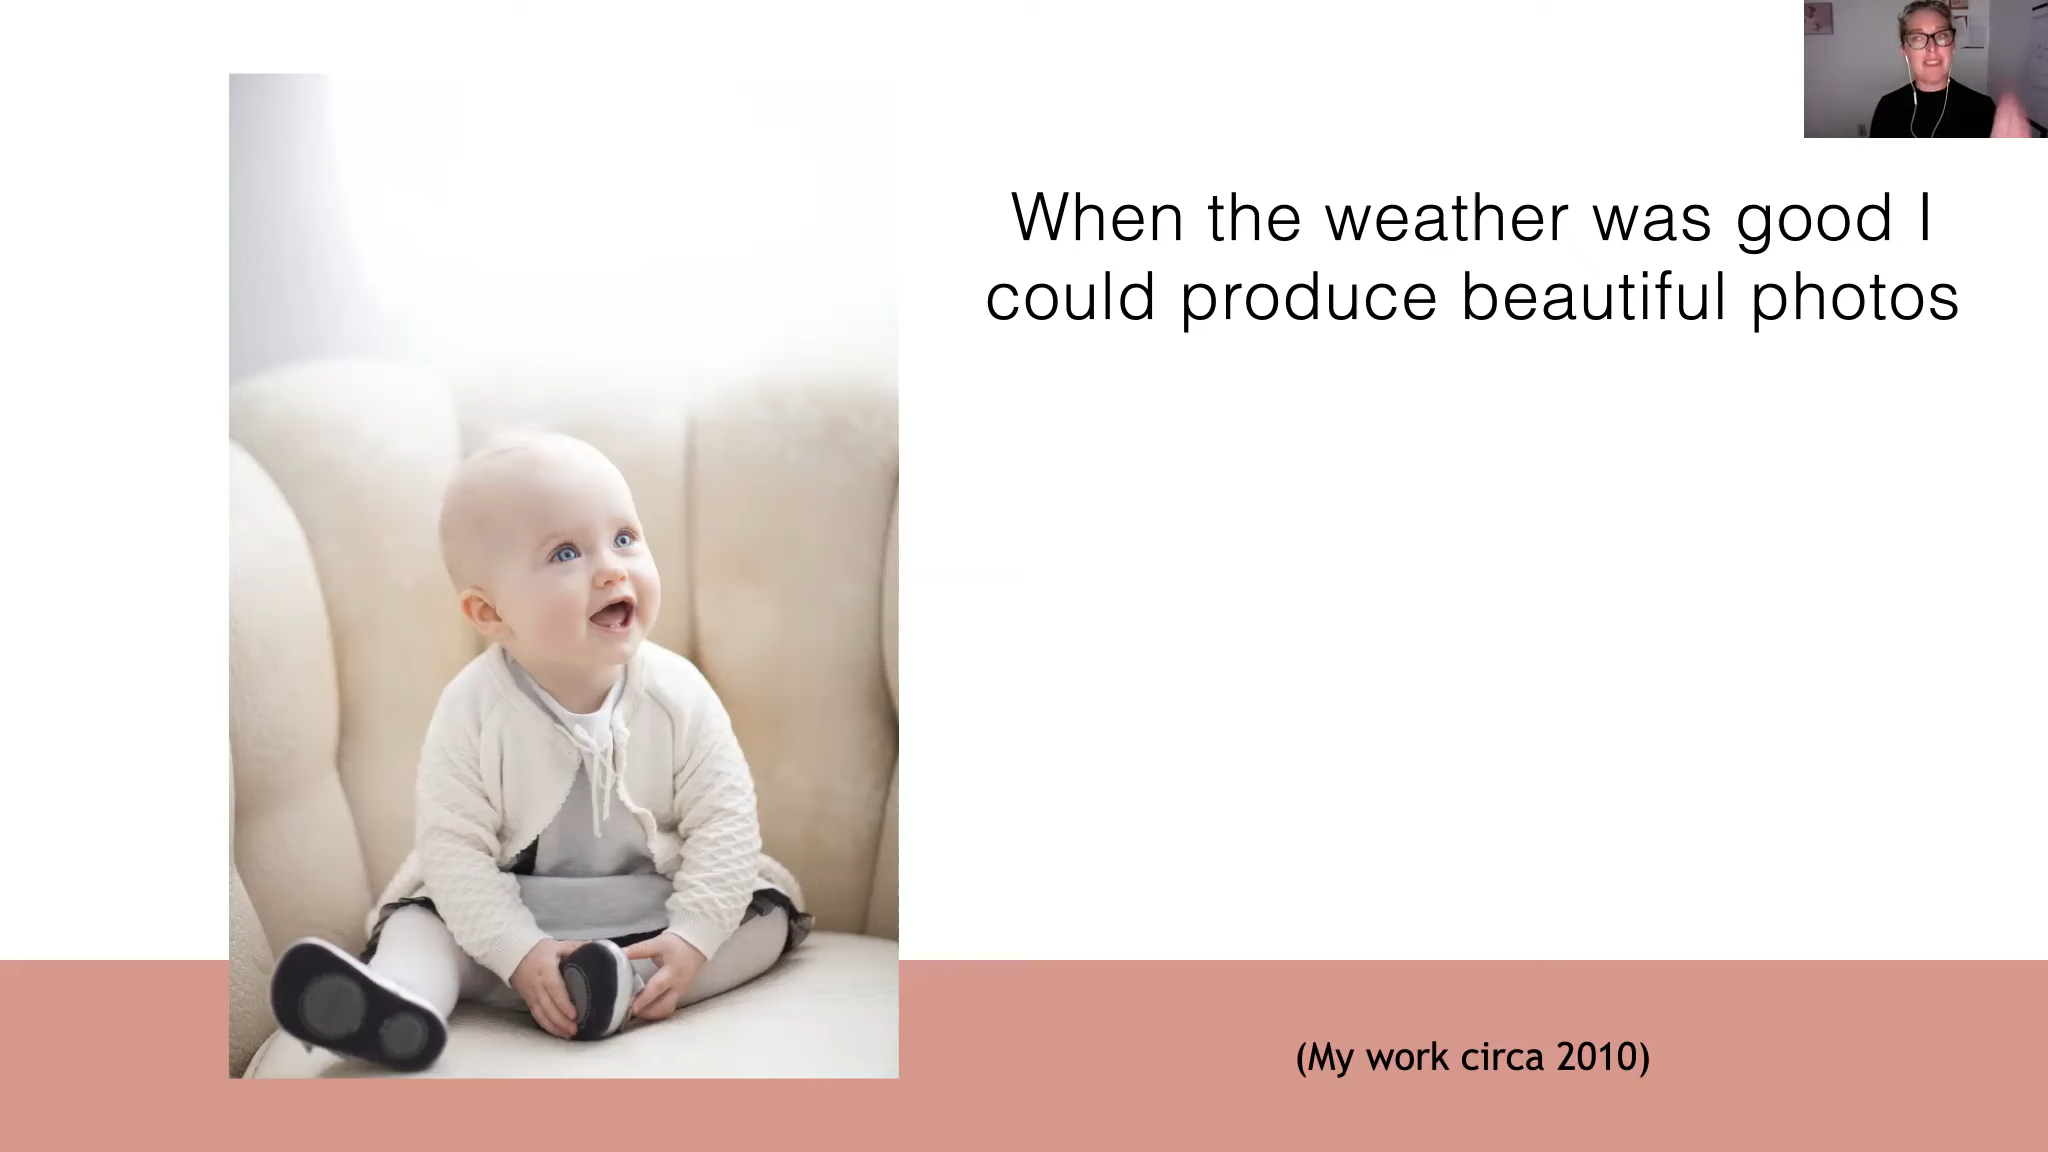 When the weather was good I
could produce beautiful photos
(My work circa 2010)